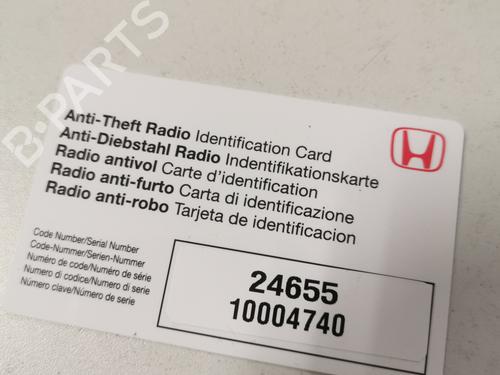 B-PARTS
Anti-Theft Radio Identification Card
Anti-Diebstahl Radio Indentifikationskarte
Radio antivol Carte d'identification
Radio anti-furto Carta di identificazione
Radio anti-robo Tarjeta de identificacion
HONDA
Code Number/Serial Number
Code-Nummer/Serien-Nummer
Numéro de code/Numéro de série
Numero di codice/Numero di serie
Número clave/Número de serie
24655
10004740